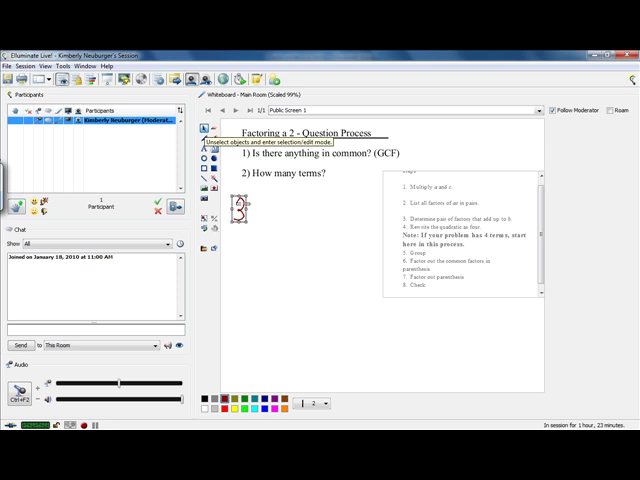 Elluminate Live! - Kimberly Neuburger's Session
File Session View Tools Window Help
Participants
Participants
Kimberly Neuburger (Moderat...
1
Participant
Chat
Show All
Joined on January 18, 2010 at 11:00 AM
Send to This Room
Audio
Ctrl+F2
Whiteboard - Main Room (Scaled 99%)
1/1 Public Screen 1 Follow Moderator Roam
Factoring a 2 - Question Process
Unselect objects and enter selection/edit mode.
1) Is there anything in common? (GCF)
2) How many terms?
3
1. Multiply a and c.
2. List all factors of ac in pairs.
3. Determine pair of factors that add up to b.
4. Rewrite the quadratic as four.
Note: If your problem has 4 terms, start
here in this process.
5. Group
6. Factor out the common factors in
parenthesis
7. Factor out parenthesis
8. Check
2
In session for 1 hour, 23 minutes.